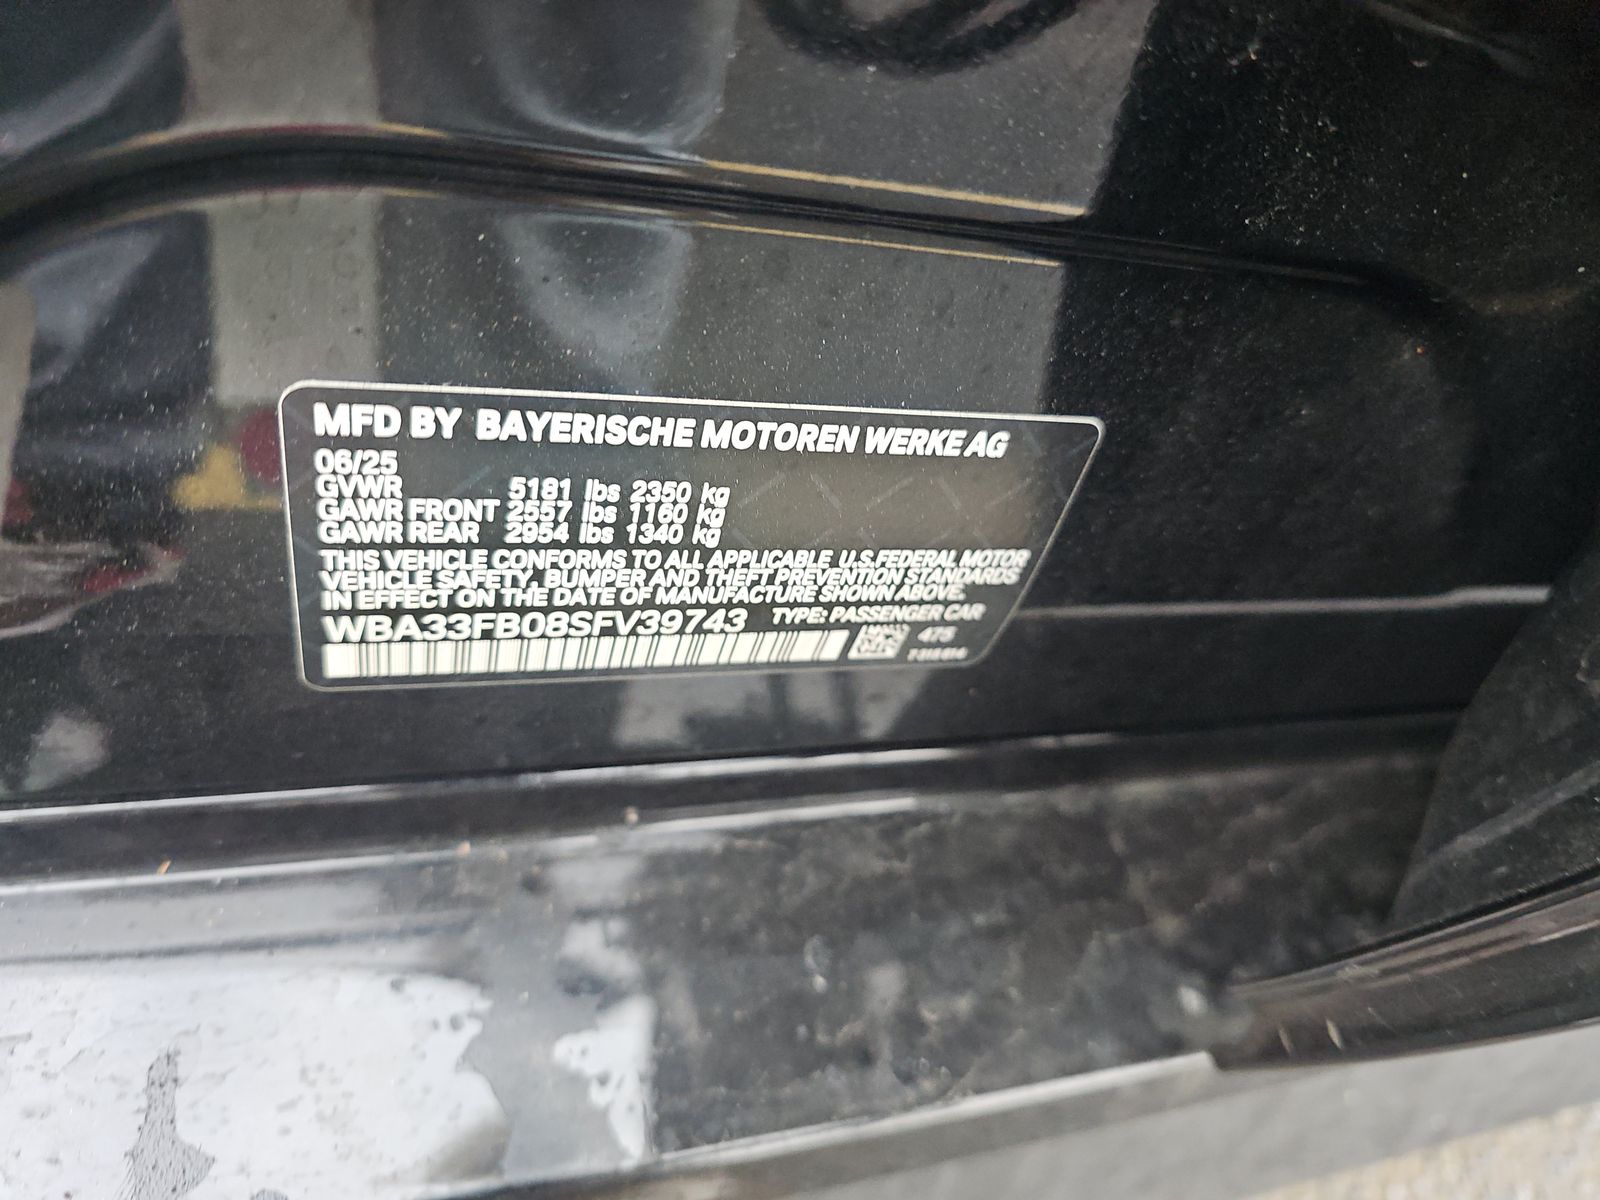 MFD BY BAYERISCHE MOTOREN WERKE AG
06/25
GVWR 5181 lbs 2350 kg
GAWR FRONT 2557 lbs 1160 kg
GAWR REAR 2954 lbs 1340 kg
THIS VEHICLE CONFORMS TO ALL APPLICABLE U.S.FEDERAL MOTOR
VEHICLE SAFETY, BUMPER AND THEFT PREVENTION STANDARDS
IN EFFECT ON THE DATE OF MANUFACTURE SHOWN ABOVE.
WBA33FB08SFV39743 TYPE: PASSENGER CAR
475